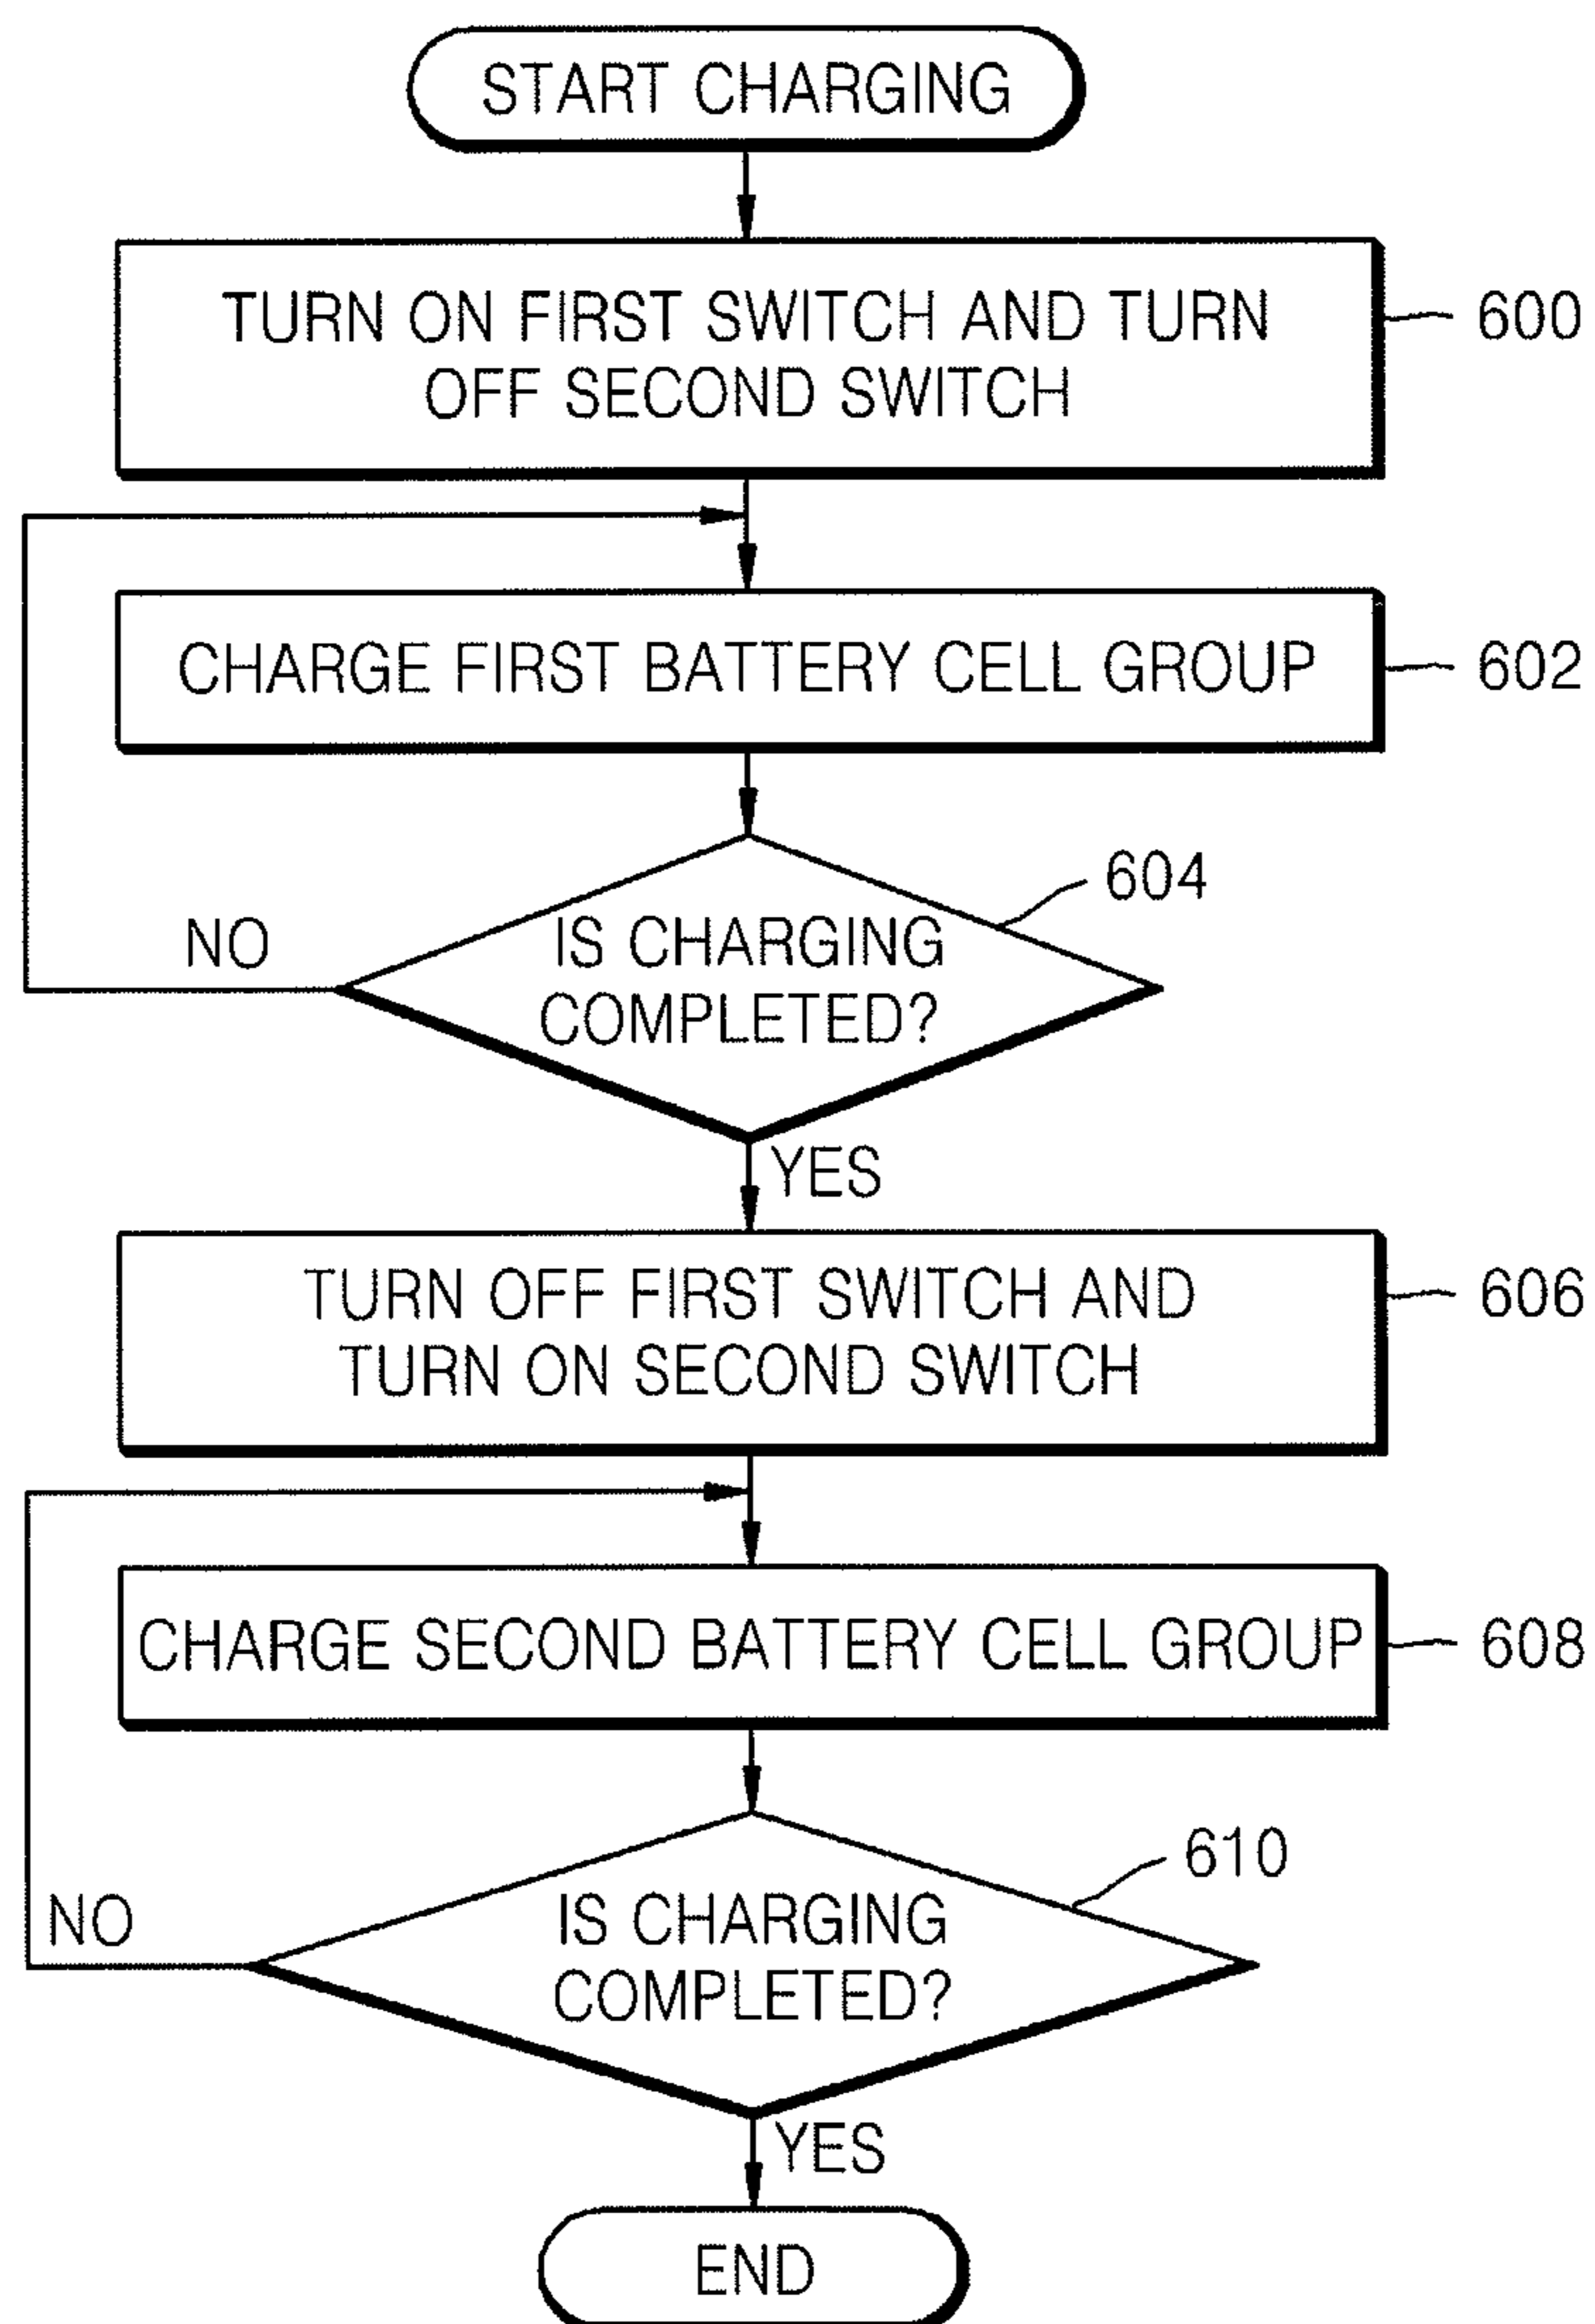 START CHARGING
TURN ON FIRST SWITCH AND TURN
OFF SECOND SWITCH
600
CHARGE FIRST BATTERY CELL GROUP
602
604
NO
IS CHARGING
COMPLETED?
YES
TURN OFF FIRST SWITCH AND
TURN ON SECOND SWITCH
606
CHARGE SECOND BATTERY CELL GROUP
608
610
NO
IS CHARGING
COMPLETED?
YES
END